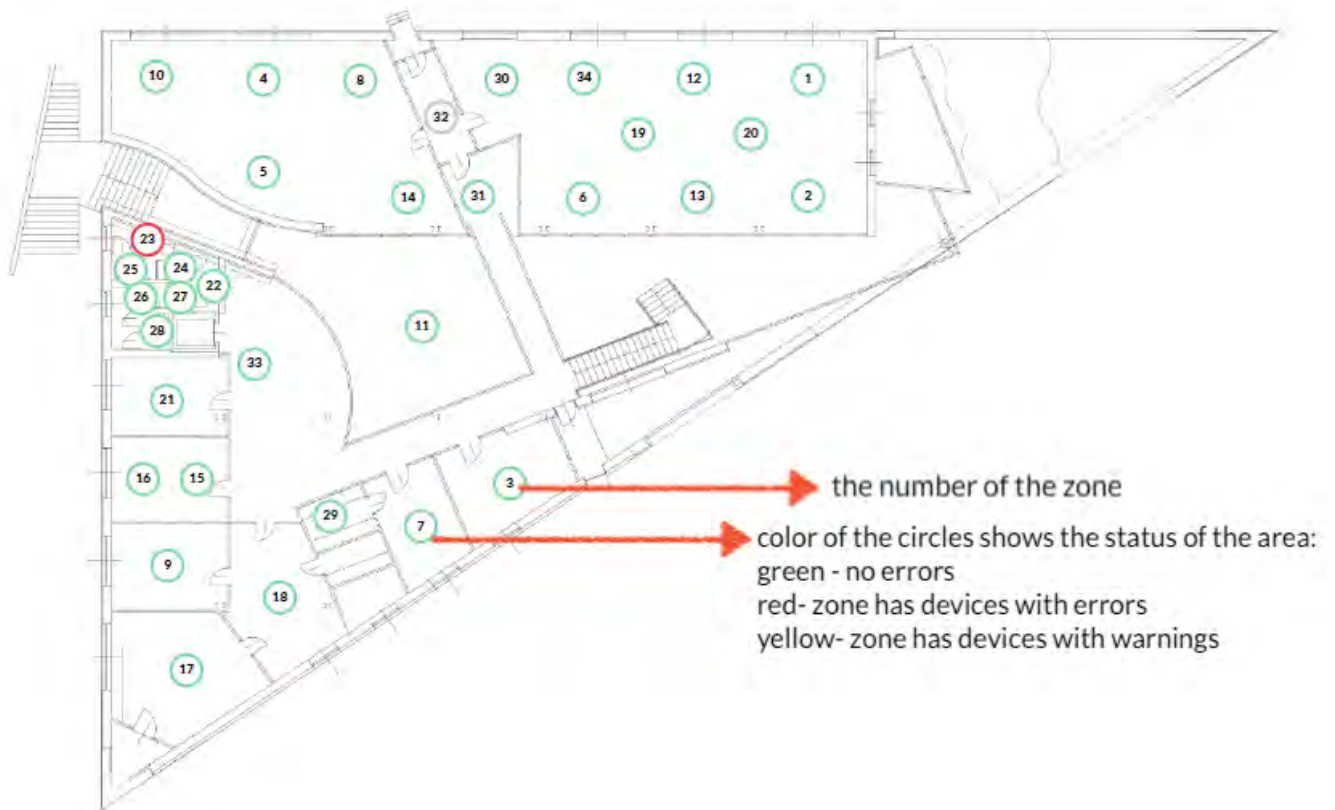 10 4 8 30 34 12 1
32
19 20
5
14 31 6 13 2
23
25 24
22
26 27
28
11
33
21
16 15
3
the number of the zone
29
7
color of the circles shows the status of the area:
green - no errors
9
red- zone has devices with errors
18
yellow- zone has devices with warnings
17